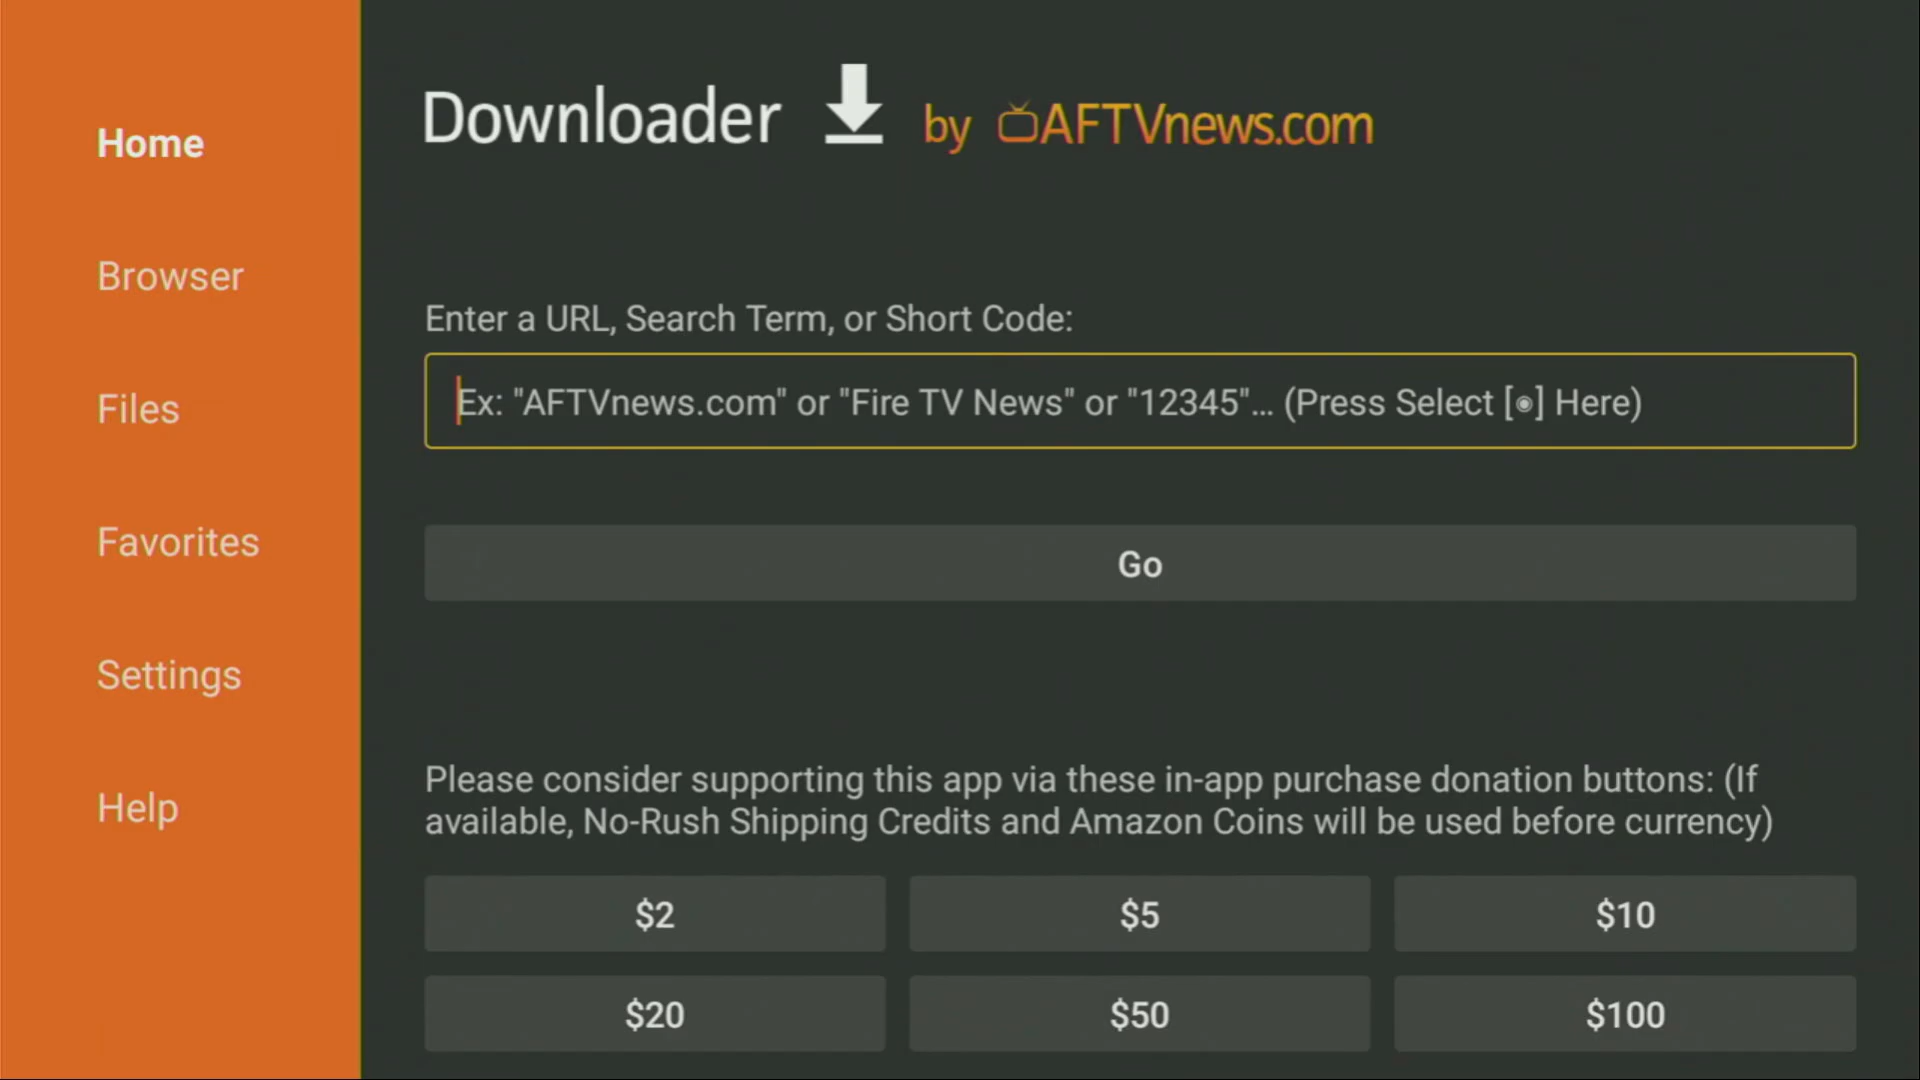 Home
Browser
Files
Favorites
Settings
Help
Downloader by AFTVnews.com
Enter a URL, Search Term, or Short Code:
Ex: "AFTVnews.com" or "Fire TV News" or "12345"... (Press Select [◉] Here)
Go
Please consider supporting this app via these in-app purchase donation buttons: (If
available, No-Rush Shipping Credits and Amazon Coins will be used before currency)
$2 $5 $10
$20 $50 $100